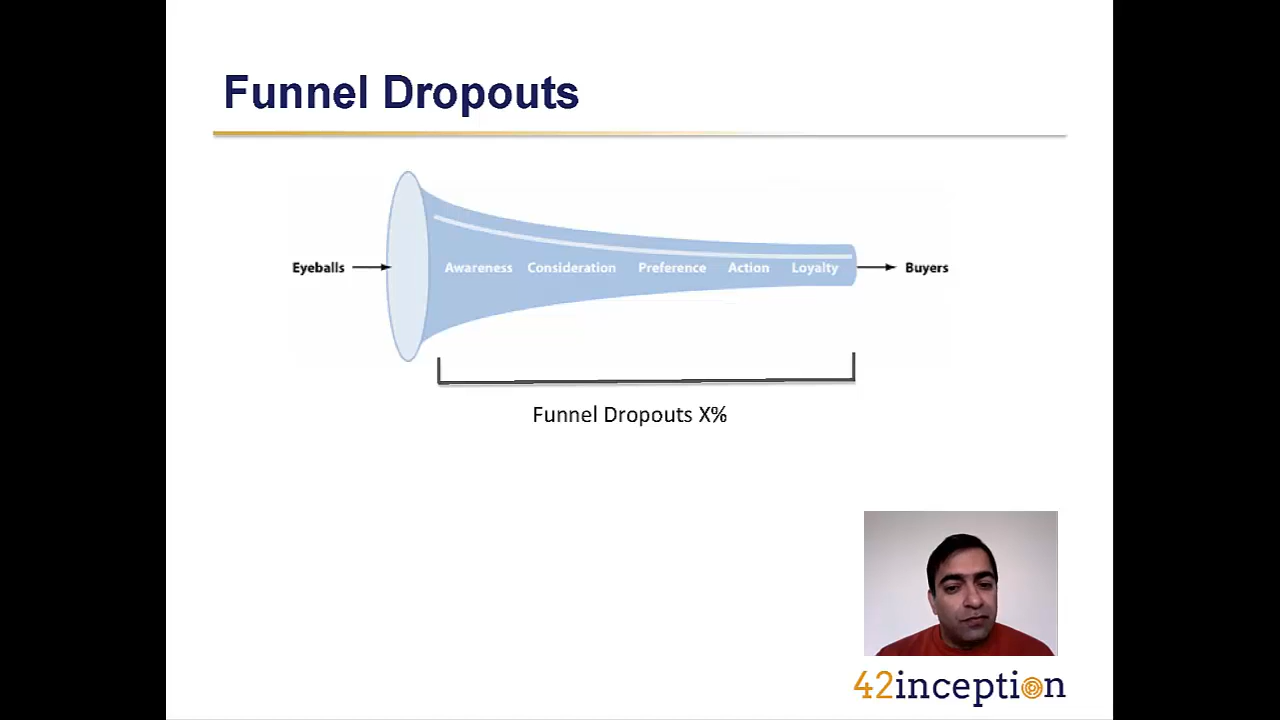 Funnel Dropouts
Eyeballs Awareness Consideration Preference Action Loyalty Buyers
Funnel Dropouts X%
42inception